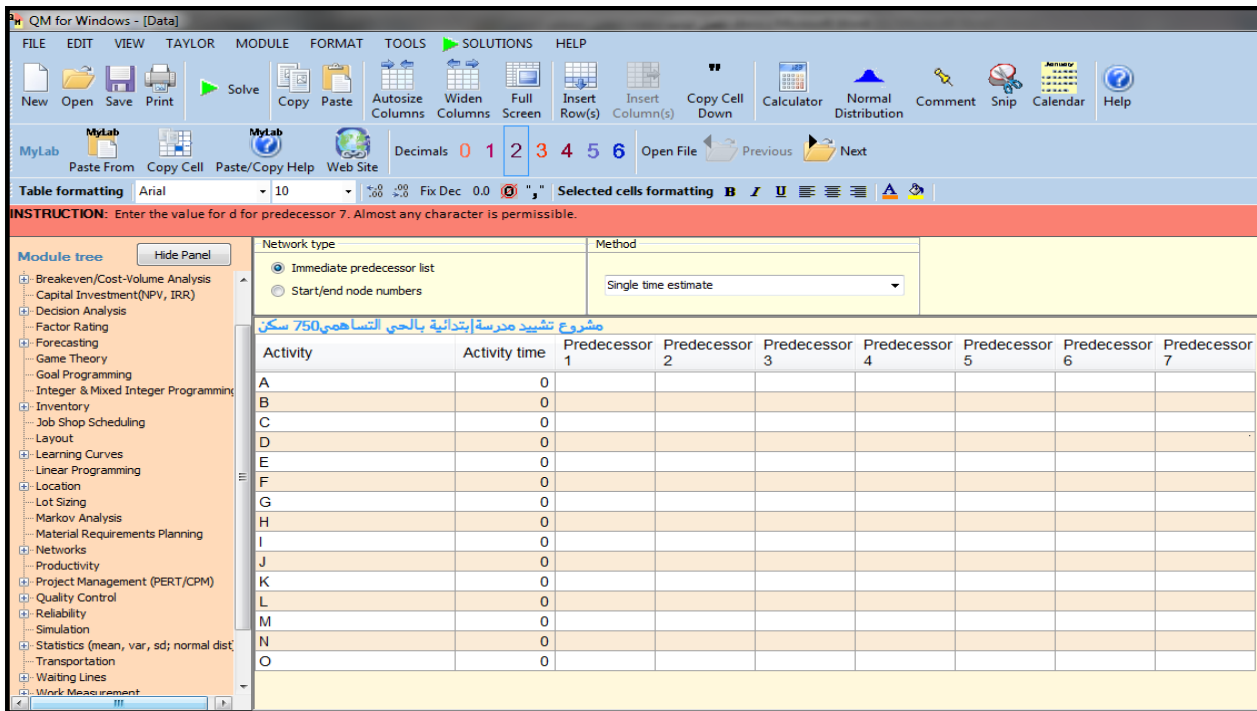 QM for Windows - [Data]
FILE EDIT VIEW TAYLOR MODULE FORMAT TOOLS SOLUTIONS HELP
New Open Save Print Solve Copy Paste Autosize Columns Widen Columns Full Screen Insert Row(s) Insert Column(s) Copy Cell Down Calculator Normal Distribution Comment Snip Calendar Help
MyLab MyLab Paste From Copy Cell MyLab Paste/Copy Help Web Site Decimals 0 1 2 3 4 5 6 Open File Previous Next
Table formatting Arial 10 Fix Dec 0.0 "," Selected cells formatting B I U A
INSTRUCTION: Enter the value for d for predecessor 7. Almost any character is permissible.
Module tree Hide Panel
Breakeven/Cost-Volume Analysis
Capital Investment(NPV, IRR)
Decision Analysis
Factor Rating
Forecasting
Game Theory
Goal Programming
Integer & Mixed Integer Programming
Inventory
Job Shop Scheduling
Layout
Learning Curves
Linear Programming
Location
Lot Sizing
Markov Analysis
Material Requirements Planning
Networks
Productivity
Project Management (PERT/CPM)
Quality Control
Reliability
Simulation
Statistics (mean, var, sd; normal dist)
Transportation
Waiting Lines
Work Measurement
Network type
Immediate predecessor list
Start/end node numbers
Method
Single time estimate
مشروع تشييد مدرسة إبتدائية بالحي التساهمي750 سكن
Activity Activity time Predecessor 1 Predecessor 2 Predecessor 3 Predecessor 4 Predecessor 5 Predecessor 6 Predecessor 7
A 0
B 0
C 0
D 0
E 0
F 0
G 0
H 0
I 0
J 0
K 0
L 0
M 0
N 0
O 0